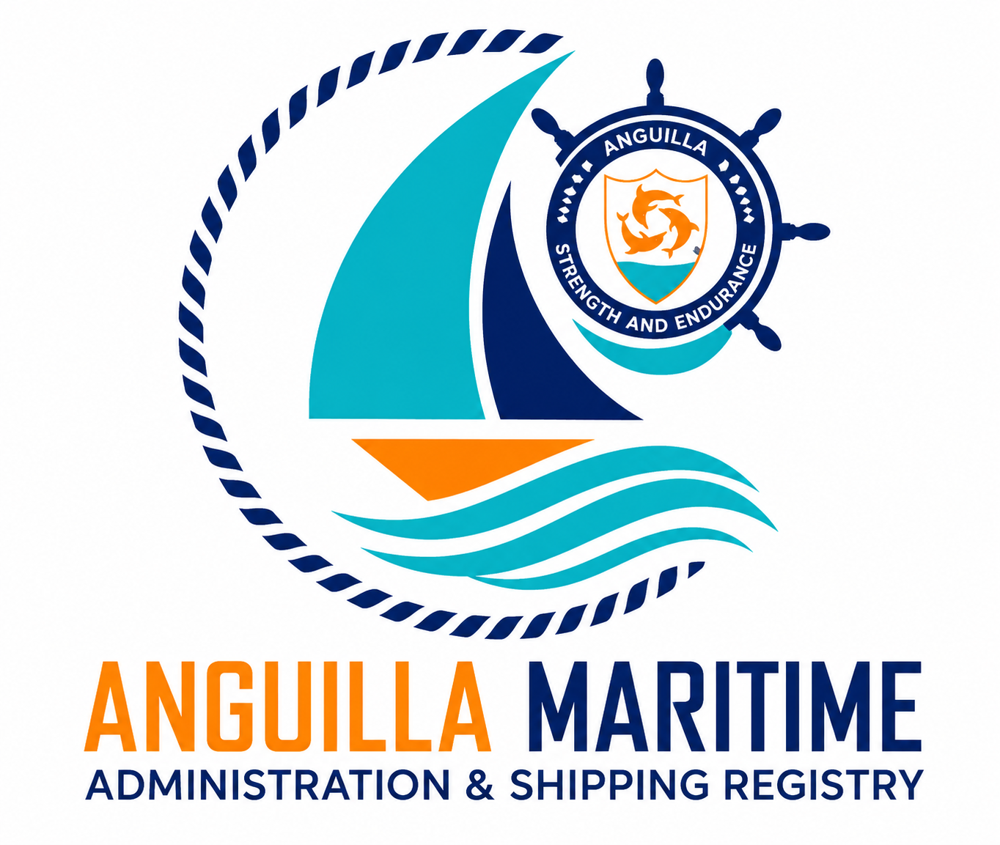 ANGUILLA
STRENGTH AND ENDURANCE
ANGUILLA MARITIME
ADMINISTRATION & SHIPPING REGISTRY